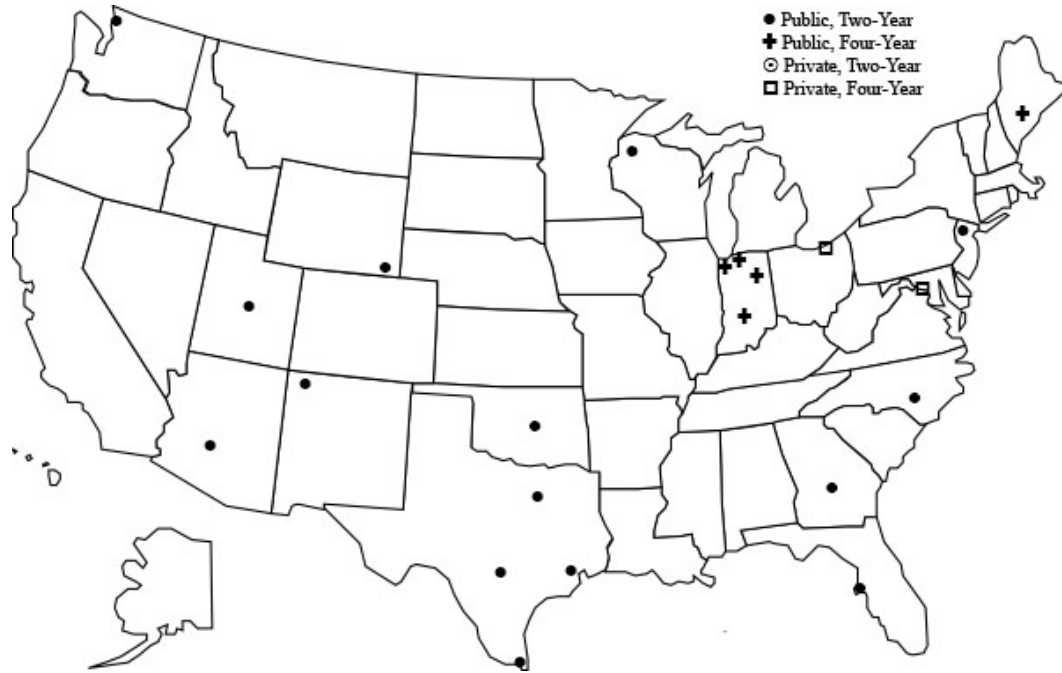 Public, Two-Year
Public, Four-Year
Private, Two-Year
Private, Four-Year